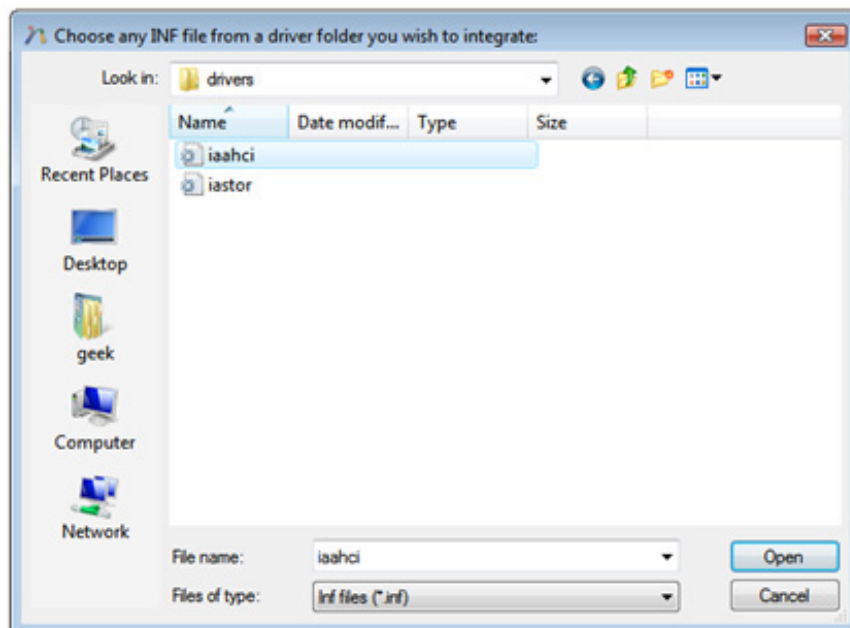 Choose any INF file from a driver folder you wish to integrate:
Look in: drivers
Name Date modif... Type Size
iaahci
iastor
Recent Places
Desktop
geek
Computer
Network
File name: iaahci Open
Files of type: Inf files (*.inf) Cancel